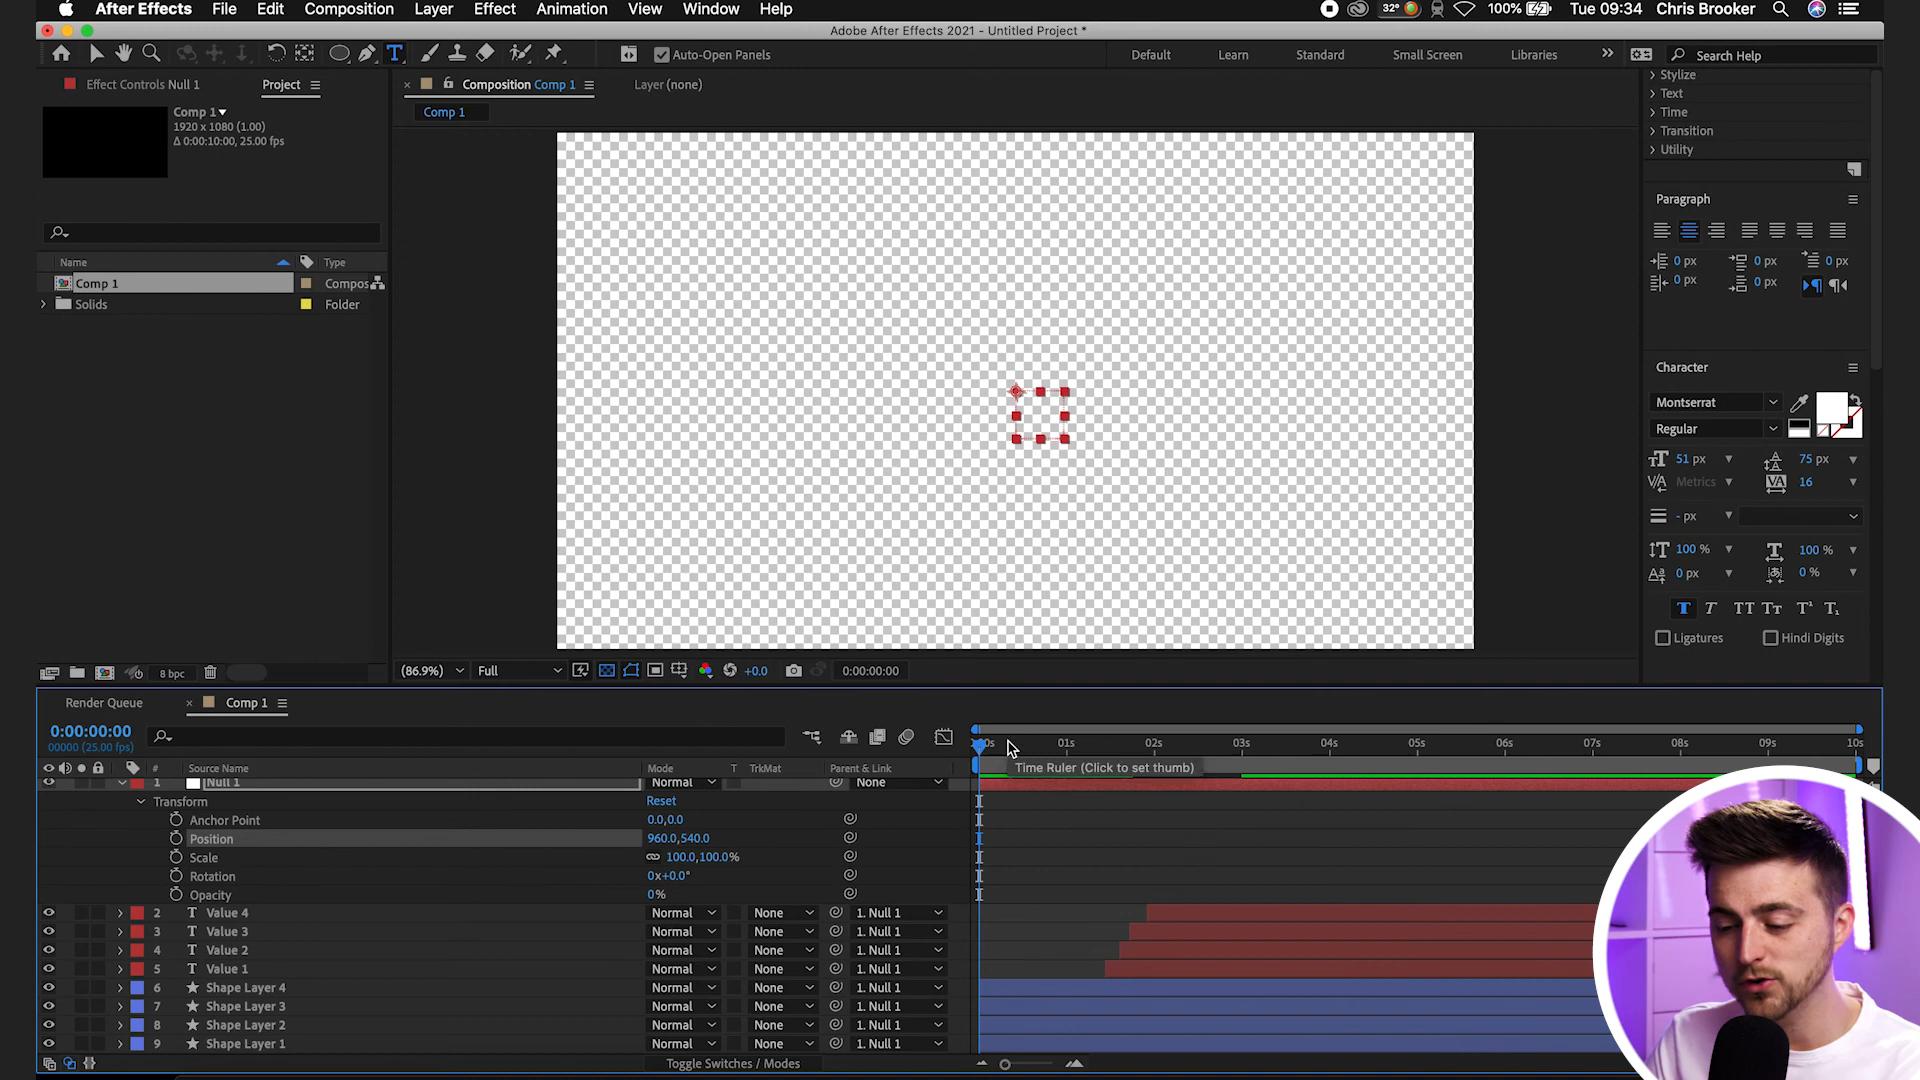 After Effects File Edit Composition Layer Effect Animation View Window Help 32° 100% Tue 09:34 Chris Brooker
Adobe After Effects 2021 - Untitled Project *
T Auto-Open Panels Default Learn Standard Small Screen Libraries Search Help
Effect Controls Null 1 Project
Composition Comp 1 Layer (none)
Comp 1
Comp 1
1920 x 1080 (1.00)
Δ 0:00:10:00, 25.00 fps
Name Type
Comp 1 Compos
Solids Folder
8 bpc
(86.9%) Full +0.0 0:00:00:00
Stylize
Text
Time
Transition
Utility
Paragraph
0 px 0 px 0 px
0 px 0 px
Character
Montserrat
Regular
51 px 75 px
Metrics 16
- px
100 % 100 %
0 px 0 %
T T TT Tт T¹ T₁
Ligatures Hindi Digits
Render Queue Comp 1
0:00:00:00
00000 (25.00 fps)
00s 01s 02s 03s 04s 05s 06s 07s 08s 09s 10s
Time Ruler (Click to set thumb)
# Source Name Mode T TrkMat Parent & Link
1 Null 1 Normal None
Transform Reset
Anchor Point 0.0,0.0
Position 960.0,540.0
Scale 100.0,100.0%
Rotation 0x+0.0°
Opacity 0%
2 T Value 4 Normal None 1. Null 1
3 T Value 3 Normal None 1. Null 1
4 T Value 2 Normal None 1. Null 1
5 T Value 1 Normal None 1. Null 1
6 Shape Layer 4 Normal None 1. Null 1
7 Shape Layer 3 Normal None 1. Null 1
8 Shape Layer 2 Normal None 1. Null 1
9 Shape Layer 1 Normal None 1. Null 1
Toggle Switches / Modes